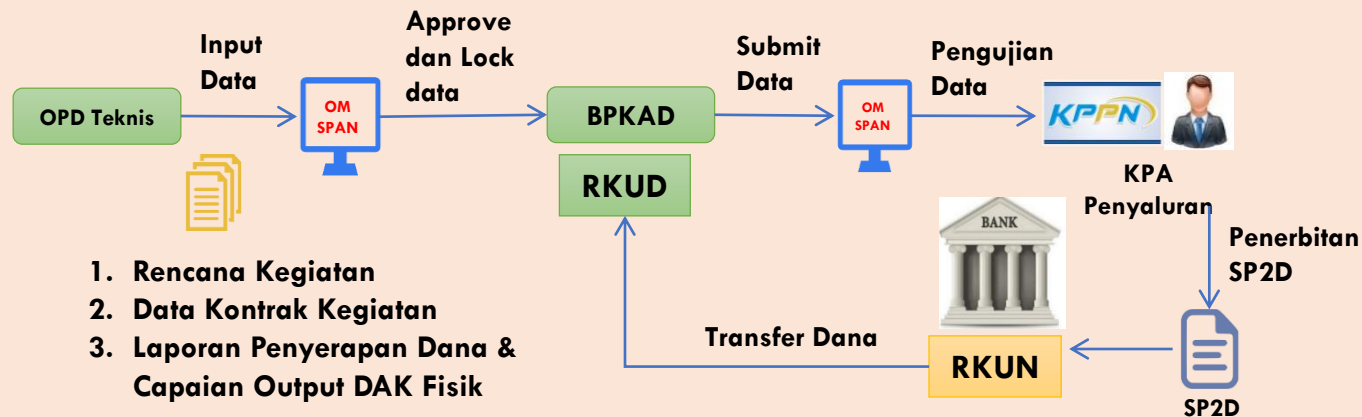 Input
Data
Approve
dan Lock
data
Submit
Data
Pengujian
Data
OPD Teknis
OM
SPAN
BPKAD
OM
SPAN
KPPN
RKUD
KPA
Penyaluran
BANK
Penerbitan
SP2D
1. Rencana Kegiatan
2. Data Kontrak Kegiatan
3. Laporan Penyerapan Dana &
Capaian Output DAK Fisik
Transfer Dana
RKUN
SP2D